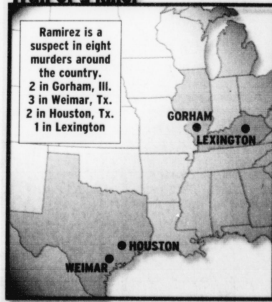 Ramirez is a
suspect in eight
murders around
the country.
2 in Gorham, Ill.
3 in Weimar, Tx.
2 in Houston, Tx.
1 in Lexington
GORHAM
LEXINGTON
HOUSTON
WEIMAR